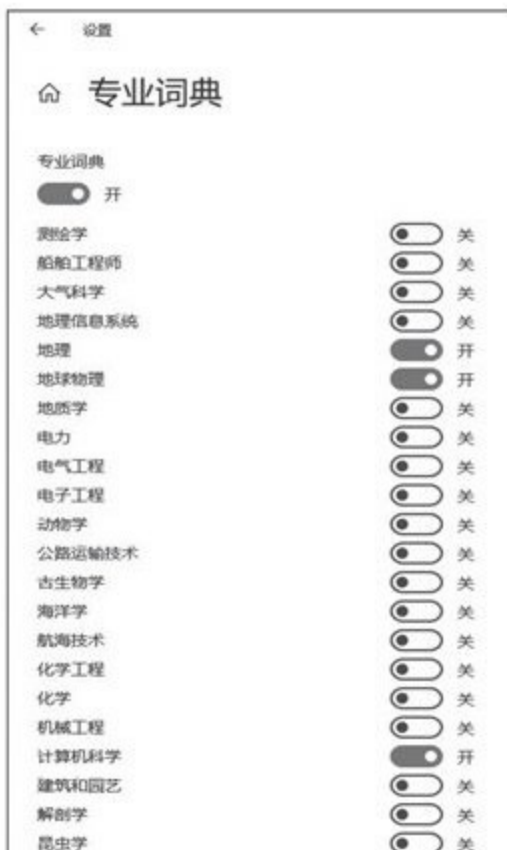 ← 设置
专业词典
专业词典
开
测绘学 关
船舶工程师 关
大气科学 关
地理信息系统 关
地理 开
地球物理 开
地质学 关
电力 关
电气工程 关
电子工程 关
动物学 关
公路运输技术 关
古生物学 关
海洋学 关
航海技术 关
化学工程 关
化学 关
机械工程 关
计算机科学 开
建筑和园艺 关
解剖学 关
昆虫学 关